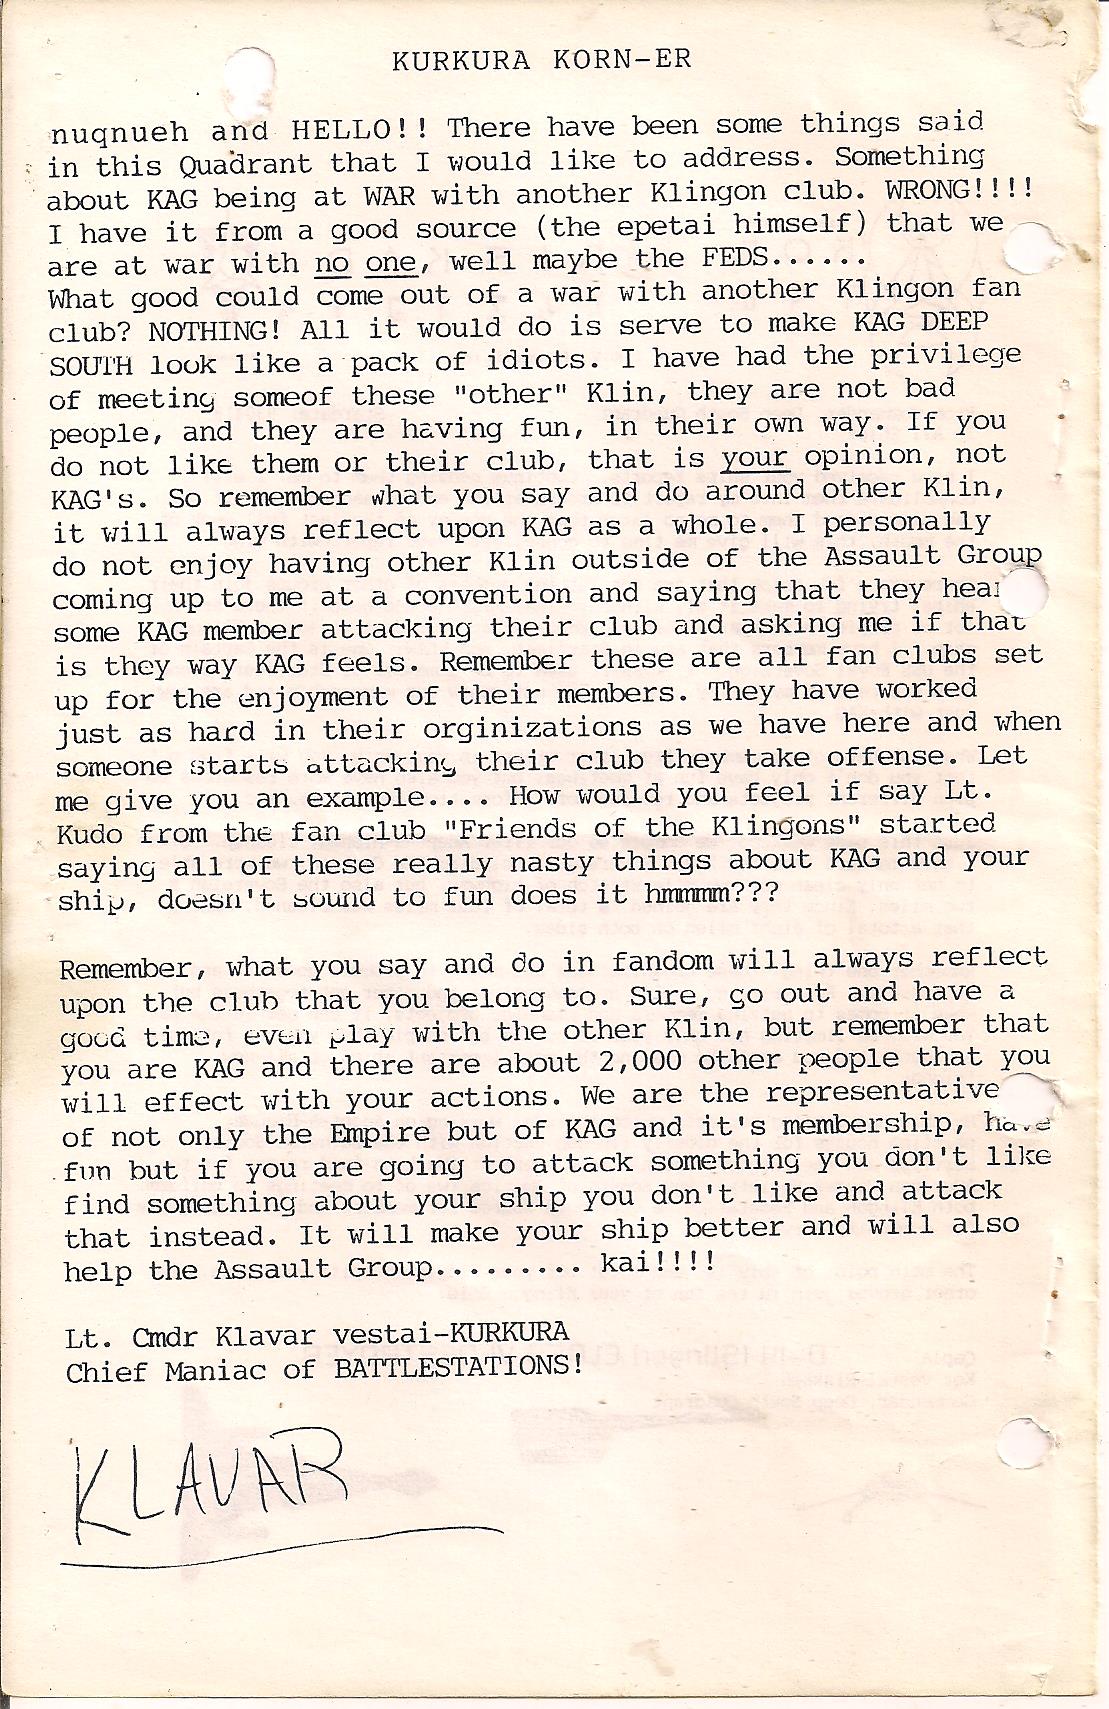 KURKURA KORN-ER
nuqnueh and HELLO!! There have been some things said
in this Quadrant that I would like to address. Something
about KAG being at WAR with another Klingon club. WRONG!!!!
I have it from a good source (the epetai himself) that we
are at war with no one, well maybe the FEDS......
What good could come out of a war with another Klingon fan
club? NOTHING! All it would do is serve to make KAG DEEP
SOUTH look like a pack of idiots. I have had the privilege
of meeting someof these "other" Klin, they are not bad
people, and they are having fun, in their own way. If you
do not like them or their club, that is your opinion, not
KAG's. So remember what you say and do around other Klin,
it will always reflect upon KAG as a whole. I personally
do not enjoy having other Klin outside of the Assault Group
coming up to me at a convention and saying that they hear
some KAG member attacking their club and asking me if that
is they way KAG feels. Remember these are all fan clubs set
up for the enjoyment of their members. They have worked
just as hard in their orginizations as we have here and when
someone starts attacking their club they take offense. Let
me give you an example.... How would you feel if say Lt.
Kudo from the fan club "Friends of the Klingons" started
saying all of these really nasty things about KAG and your
ship, doesn't sound to fun does it hmmmmm???
Remember, what you say and do in fandom will always reflect
upon the club that you belong to. Sure, go out and have a
good time, even play with the other Klin, but remember that
you are KAG and there are about 2,000 other people that you
will effect with your actions. We are the representative
of not only the Empire but of KAG and it's membership, have
fun but if you are going to attack something you don't like
find something about your ship you don't like and attack
that instead. It will make your ship better and will also
help the Assault Group......... kai!!!!
Lt. Cmdr Klavar vestai-KURKURA
Chief Maniac of BATTLESTATIONS!
KLAVAR